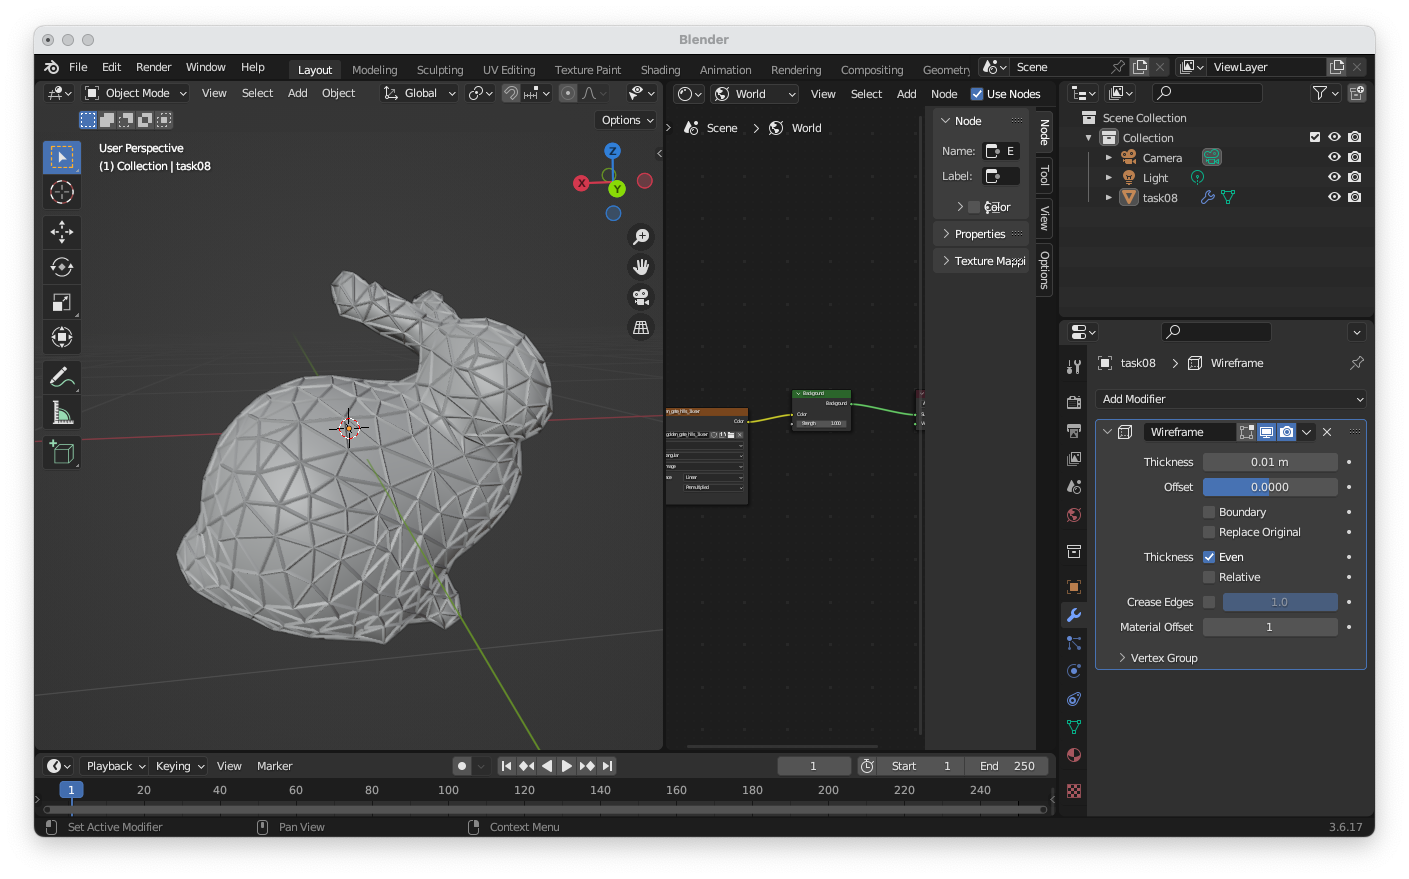 Blender
File Edit Render Window Help Layout Modeling Sculpting UV Editing Texture Paint Shading Animation Rendering Compositing Geometry Scene ViewLayer
Object Mode View Select Add Object Global
World View Select Add Node Use Nodes
Options
User Perspective
(1) Collection | task08
Z
X
Y
Scene > World
Node
Name: E
Label:
Color
Properties
Texture Mappi
Node
Tool
View
Options
Background
Background
Color
Strength 1.000
Color
Linear
Premultiplied
Scene Collection
Collection
Camera
Light
task08
task08 > Wireframe
Add Modifier
Wireframe
Thickness 0.01 m
Offset 0.0000
Boundary
Replace Original
Thickness Even
Relative
Crease Edges 1.0
Material Offset 1
Vertex Group
Playback Keying View Marker 1 Start 1 End 250
1 20 40 60 80 100 120 140 160 180 200 220 240
Set Active Modifier Pan View Context Menu 3.6.17